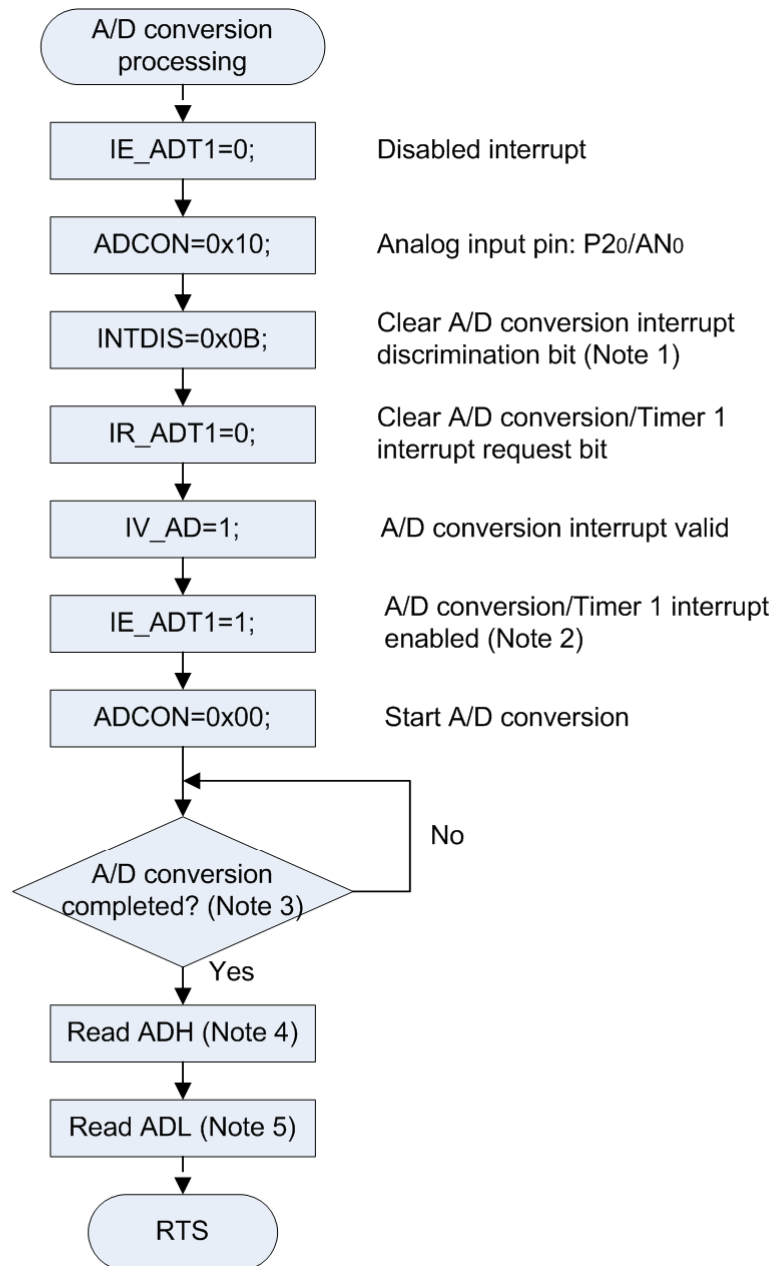 A/D conversion
processing
IE_ADT1=0;
Disabled interrupt
ADCON=0x10;
Analog input pin: P20/AN0
INTDIS=0x0B;
Clear A/D conversion interrupt
discrimination bit (Note 1)
IR_ADT1=0;
Clear A/D conversion/Timer 1
interrupt request bit
IV_AD=1;
A/D conversion interrupt valid
IE_ADT1=1;
A/D conversion/Timer 1 interrupt
enabled (Note 2)
ADCON=0x00;
Start A/D conversion
A/D conversion
completed? (Note 3)
No
Yes
Read ADH (Note 4)
Read ADL (Note 5)
RTS